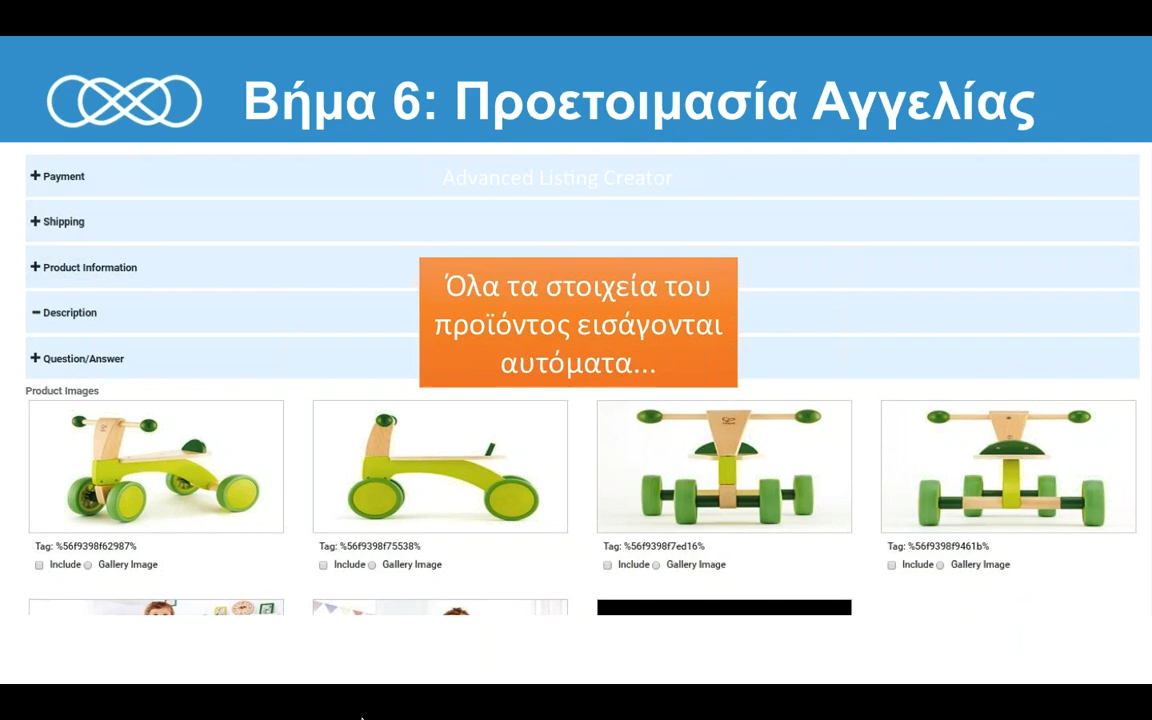 Βήμα 6: Προετοιμασία Αγγελίας
Payment
Advanced Listing Creator
Shipping
Product Information
Όλα τα στοιχεία του
προϊόντος εισάγονται
αυτόματα...
Description
Question/Answer
Product Images
Tag: %56f9398f62987%
Tag: %56f9398f75538%
Tag: %56f9398f7ed16%
Tag: %56f9398f9461b%
Include Gallery Image
Include Gallery Image
Include Gallery Image
Include Gallery Image